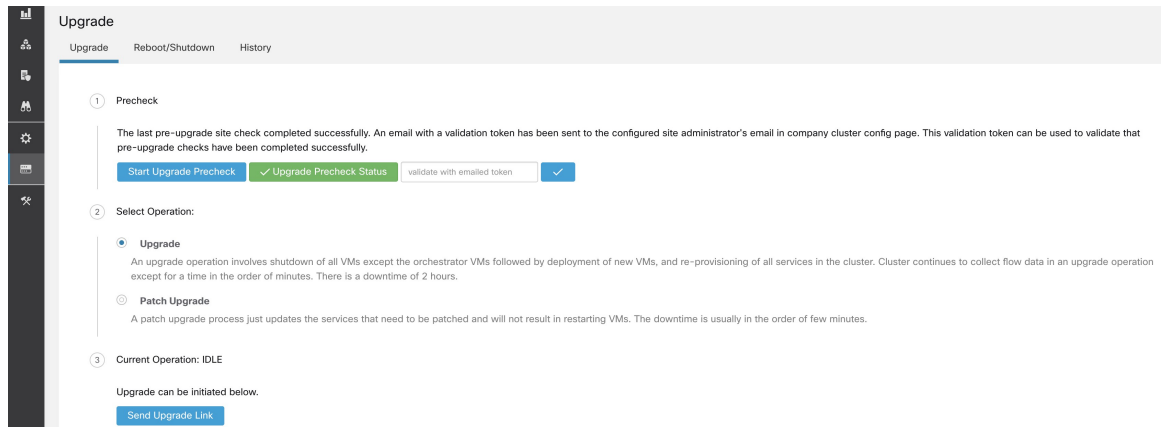 Upgrade
Upgrade Reboot/Shutdown History
1 Precheck
The last pre-upgrade site check completed successfully. An email with a validation token has been sent to the configured site administrator's email in company cluster config page. This validation token can be used to validate that
pre-upgrade checks have been completed successfully.
Start Upgrade Precheck ✓ Upgrade Precheck Status validate with emailed token ✓
2 Select Operation:
Upgrade
An upgrade operation involves shutdown of all VMs except the orchestrator VMs followed by deployment of new VMs, and re-provisioning of all services in the cluster. Cluster continues to collect flow data in an upgrade operation
except for a time in the order of minutes. There is a downtime of 2 hours.
Patch Upgrade
A patch upgrade process just updates the services that need to be patched and will not result in restarting VMs. The downtime is usually in the order of few minutes.
3 Current Operation: IDLE
Upgrade can be initiated below.
Send Upgrade Link